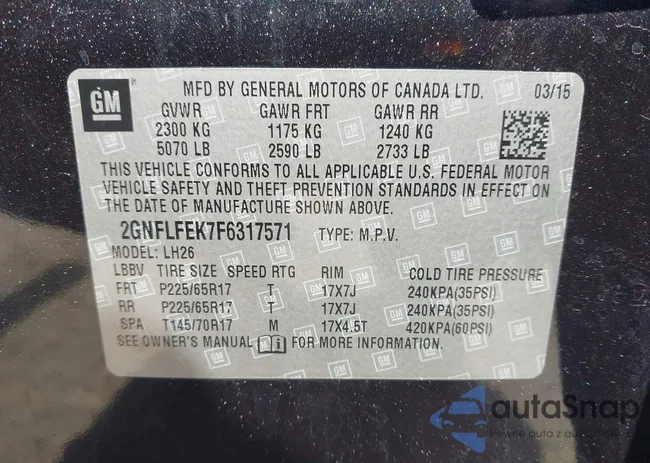 GM
MFD BY GENERAL MOTORS OF CANADA LTD. 03/15
GVWR GAWR FRT GAWR RR
2300 KG 1175 KG 1240 KG
5070 LB 2590 LB 2733 LB
THIS VEHICLE CONFORMS TO ALL APPLICABLE U.S. FEDERAL MOTOR
VEHICLE SAFETY AND THEFT PREVENTION STANDARDS IN EFFECT ON
THE DATE OF MANUFACTURE SHOWN ABOVE.
2GNFLFEK7F6317571 TYPE: M.P.V.
MODEL: LH26
LBBV TIRE SIZE SPEED RTG RIM COLD TIRE PRESSURE
FRT P225/65R17 T 17X7J 240KPA(35PSI)
RR P225/65R17 T 17X7J 240KPA(35PSI)
SPA T145/70R17 M 17X4.5T 420KPA(60PSI)
SEE OWNER'S MANUAL FOR MORE INFORMATION.
autaSnap
Pewne auta z aukcji